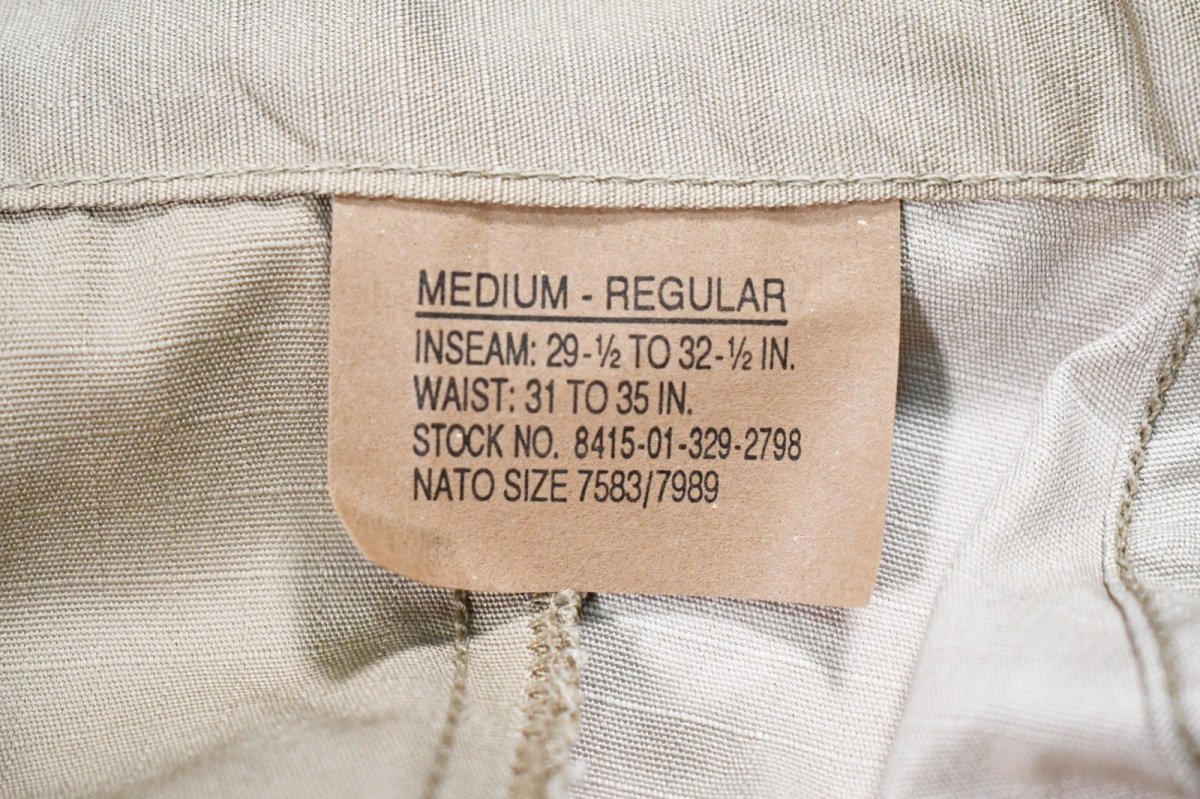 MEDIUM - REGULAR
INSEAM: 29-½ TO 32-½ IN.
WAIST: 31 TO 35 IN.
STOCK NO. 8415-01-329-2798
NATO SIZE 7583/7989